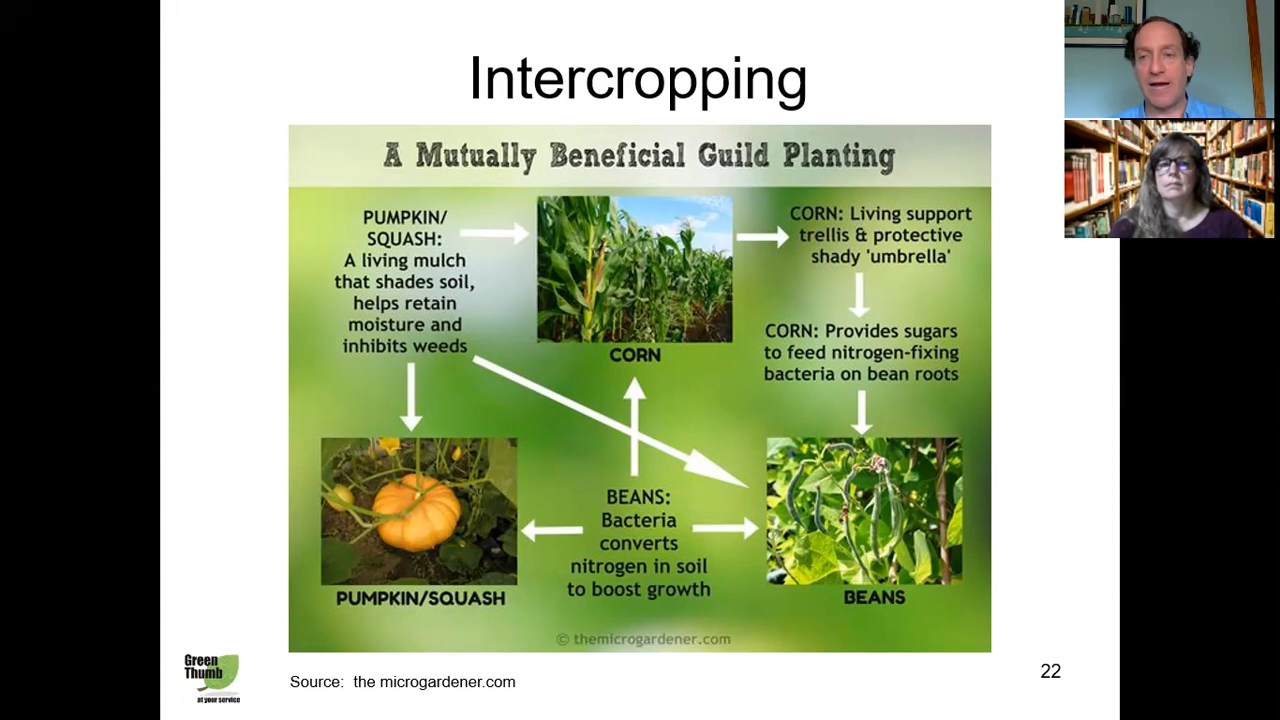 Intercropping
A Mutually Beneficial Guild Planting
PUMPKIN/
SQUASH:
A living mulch
that shades soil,
helps retain
moisture and
inhibits weeds
CORN
CORN: Living support
trellis & protective
shady 'umbrella'
CORN: Provides sugars
to feed nitrogen-fixing
bacteria on bean roots
PUMPKIN/SQUASH
BEANS:
Bacteria
converts
nitrogen in soil
to boost growth
BEANS
© themicrogardener.com
Green
Thumb
at your service
Source: the microgardener.com
22